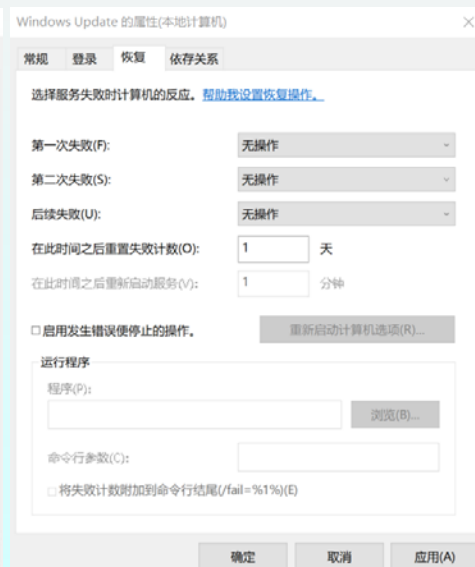 Windows Update 的属性(本地计算机)
常规 登录 恢复 依存关系
选择服务失败时计算机的反应。帮助我设置恢复操作。
第一次失败(F): 无操作
第二次失败(S): 无操作
后续失败(U): 无操作
在此时间之后重置失败计数(O): 1 天
在此时间之后重新启动服务(V): 1 分钟
启用发生错误便停止的操作。 重新启动计算机选项(R)...
运行程序
程序(P):
浏览(B)...
命令行参数(C):
将失败计数附加到命令行结尾(/fail=%1%)(E)
确定 取消 应用(A)